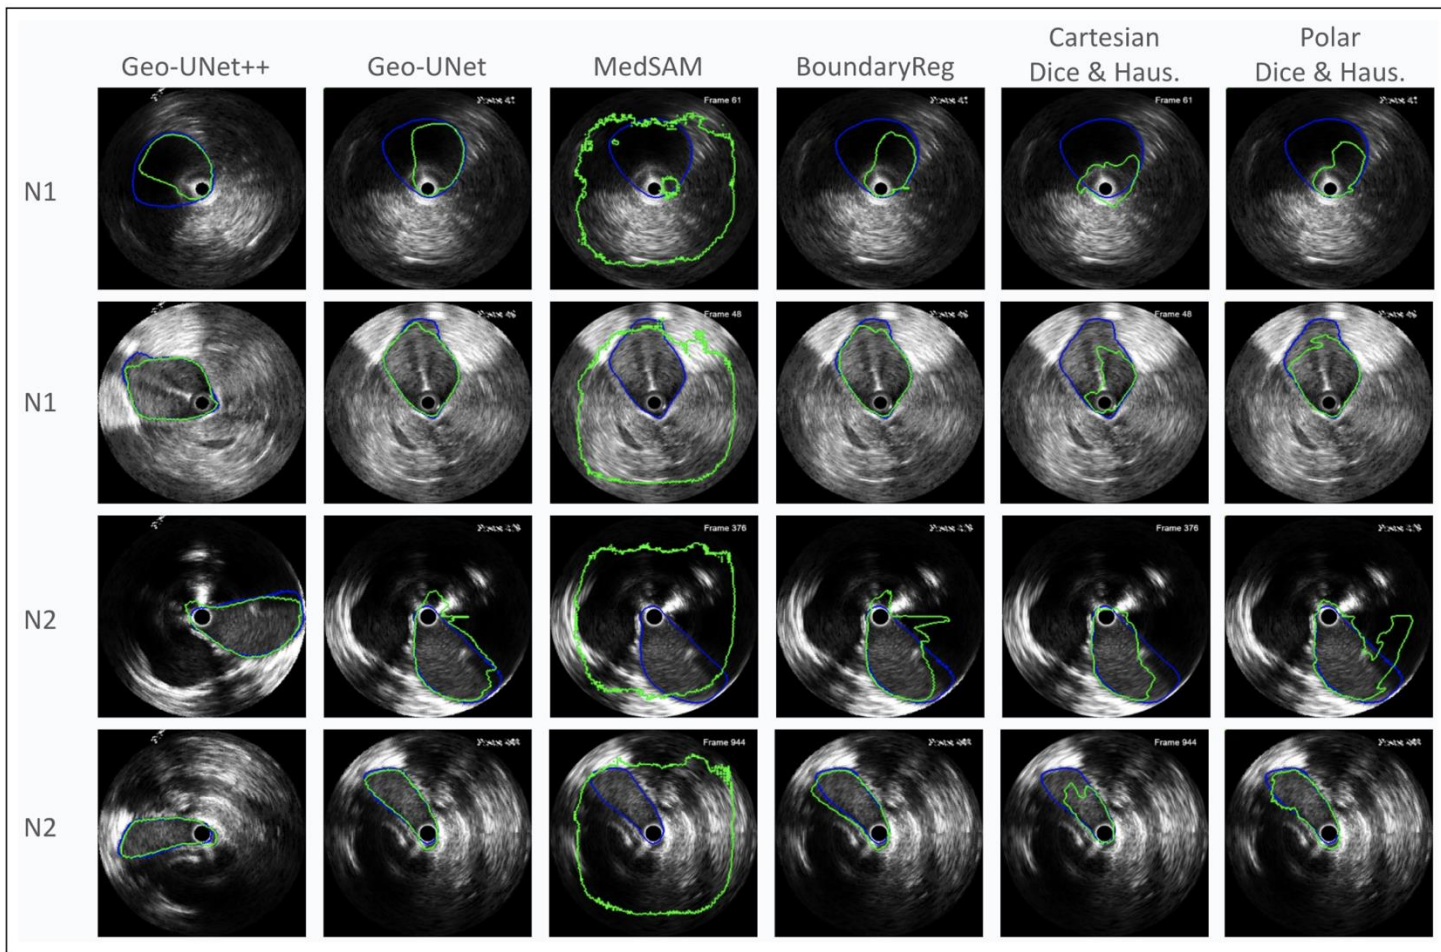 Cartesian Polar
Geo-UNet++ Geo-UNet MedSAM BoundaryReg Dice & Haus. Dice & Haus.
N1
Frame 61
Frame 61
N1
Frame 48
Frame 48
N2
Frame 376
Frame 376
N2
Frame 944
Frame 944